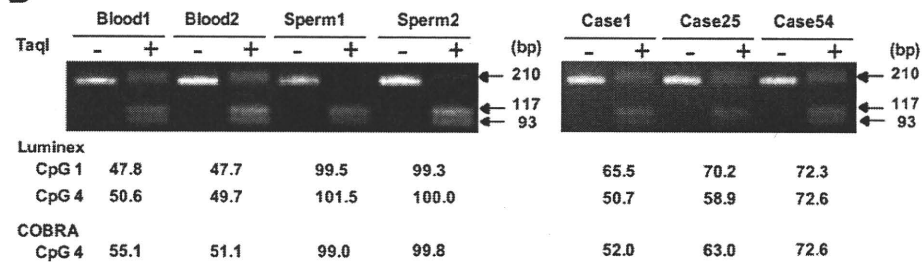 Blood1 Blood2 Sperm1 Sperm2 Case1 Case25 Case54
TaqI - + - + - + - + (bp) - + - + - + (bp)
210 210
117 117
93 93
Luminex
CpG 1 47.8 47.7 99.5 99.3 65.5 70.2 72.3
CpG 4 50.6 49.7 101.5 100.0 50.7 58.9 72.6
COBRA
CpG 4 55.1 51.1 99.0 99.8 52.0 63.0 72.6